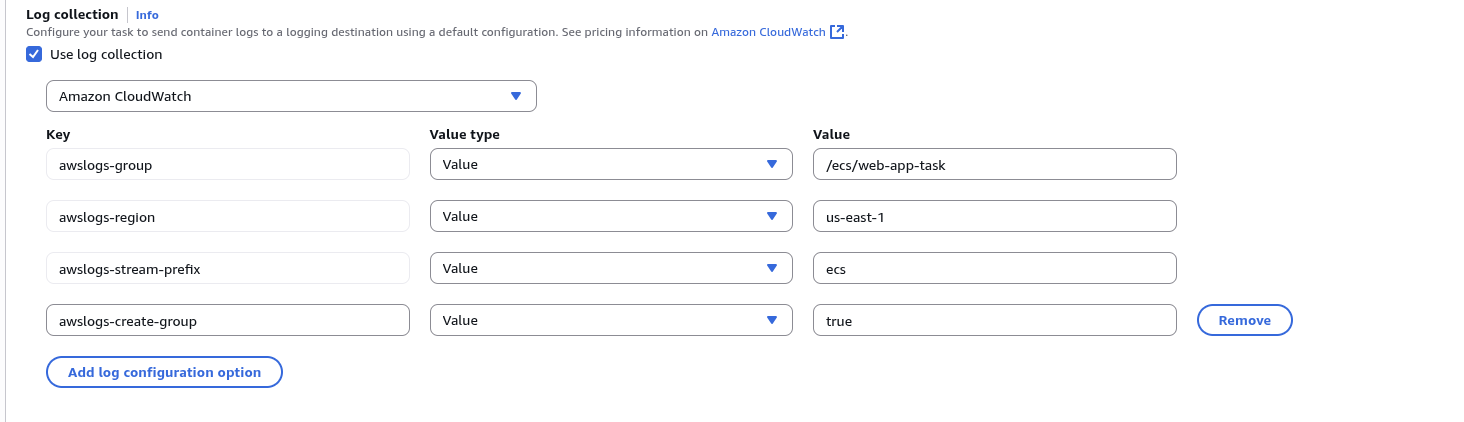 Log collection Info
Configure your task to send container logs to a logging destination using a default configuration. See pricing information on Amazon CloudWatch.
Use log collection
Amazon CloudWatch
Key Value type Value
awslogs-group Value /ecs/web-app-task
awslogs-region Value us-east-1
awslogs-stream-prefix Value ecs
awslogs-create-group Value true Remove
Add log configuration option